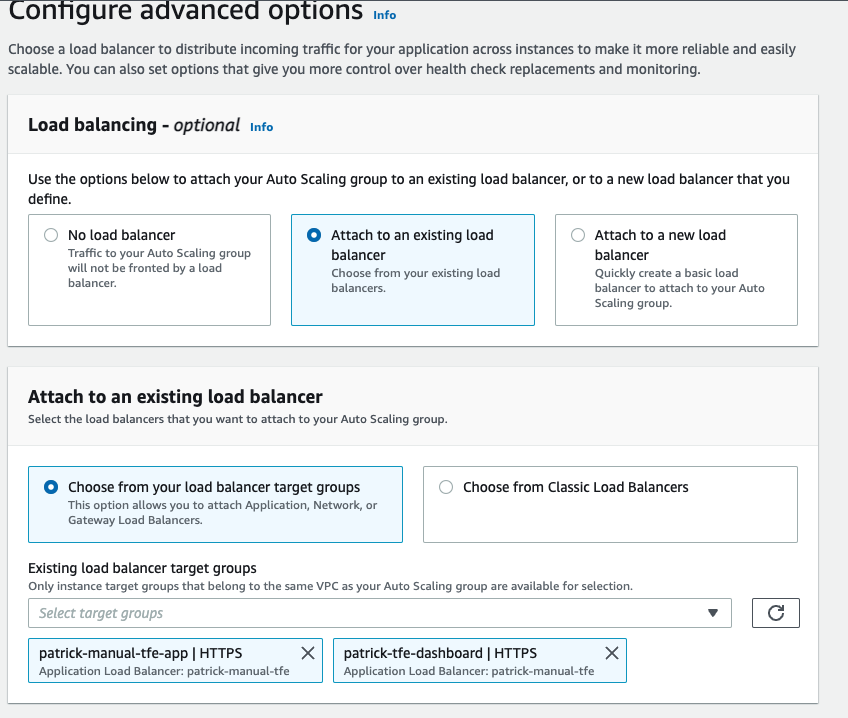 Configure advanced options Info
Choose a load balancer to distribute incoming traffic for your application across instances to make it more reliable and easily
scalable. You can also set options that give you more control over health check replacements and monitoring.
Load balancing - optional Info
Use the options below to attach your Auto Scaling group to an existing load balancer, or to a new load balancer that you
define.
No load balancer
Traffic to your Auto Scaling group
will not be fronted by a load
balancer.
Attach to an existing load
balancer
Choose from your existing load
balancers.
Attach to a new load
balancer
Quickly create a basic load
balancer to attach to your Auto
Scaling group.
Attach to an existing load balancer
Select the load balancers that you want to attach to your Auto Scaling group.
Choose from your load balancer target groups
This option allows you to attach Application, Network, or
Gateway Load Balancers.
Choose from Classic Load Balancers
Existing load balancer target groups
Only instance target groups that belong to the same VPC as your Auto Scaling group are available for selection.
Select target groups
patrick-manual-tfe-app | HTTPS
Application Load Balancer: patrick-manual-tfe
patrick-tfe-dashboard | HTTPS
Application Load Balancer: patrick-manual-tfe